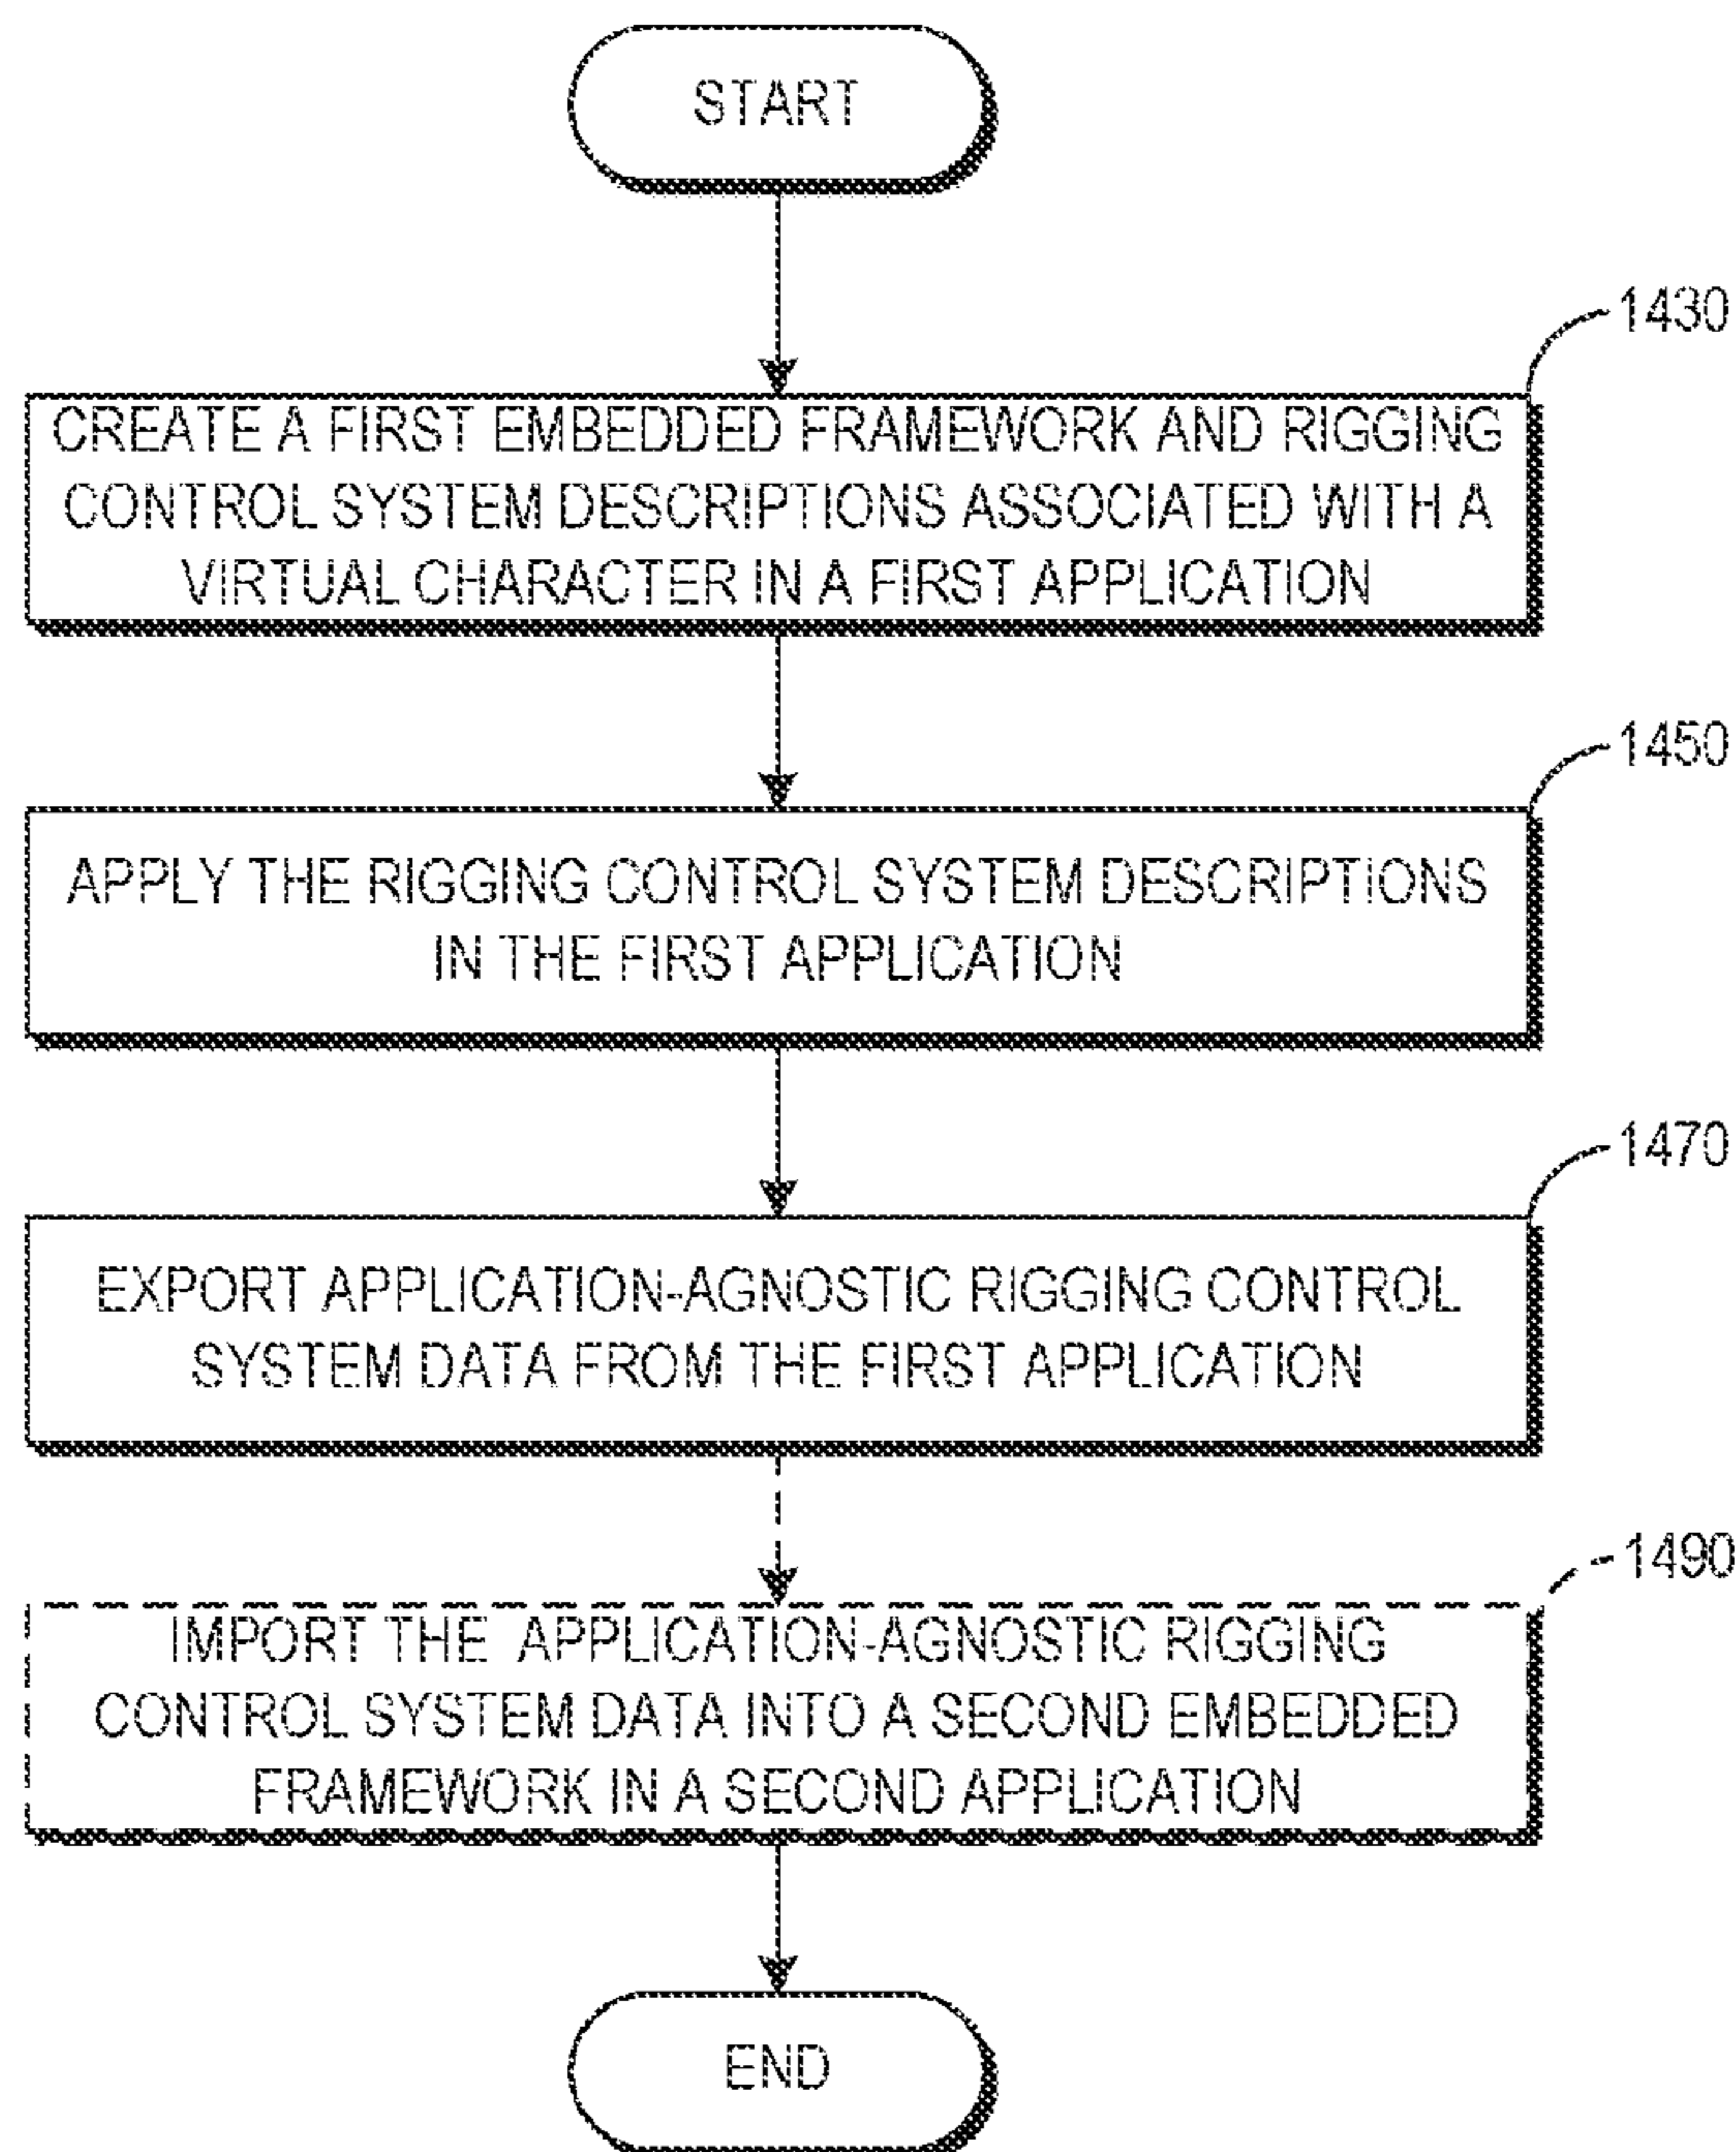 START
1430
CREATE A FIRST EMBEDDED FRAMEWORK AND RIGGING
CONTROL SYSTEM DESCRIPTIONS ASSOCIATED WITH A
VIRTUAL CHARACTER IN A FIRST APPLICATION
1450
APPLY THE RIGGING CONTROL SYSTEM DESCRIPTIONS
IN THE FIRST APPLICATION
1470
EXPORT APPLICATION-AGNOSTIC RIGGING CONTROL
SYSTEM DATA FROM THE FIRST APPLICATION
1490
IMPORT THE APPLICATION-AGNOSTIC RIGGING
CONTROL SYSTEM DATA INTO A SECOND EMBEDDED
FRAMEWORK IN A SECOND APPLICATION
END